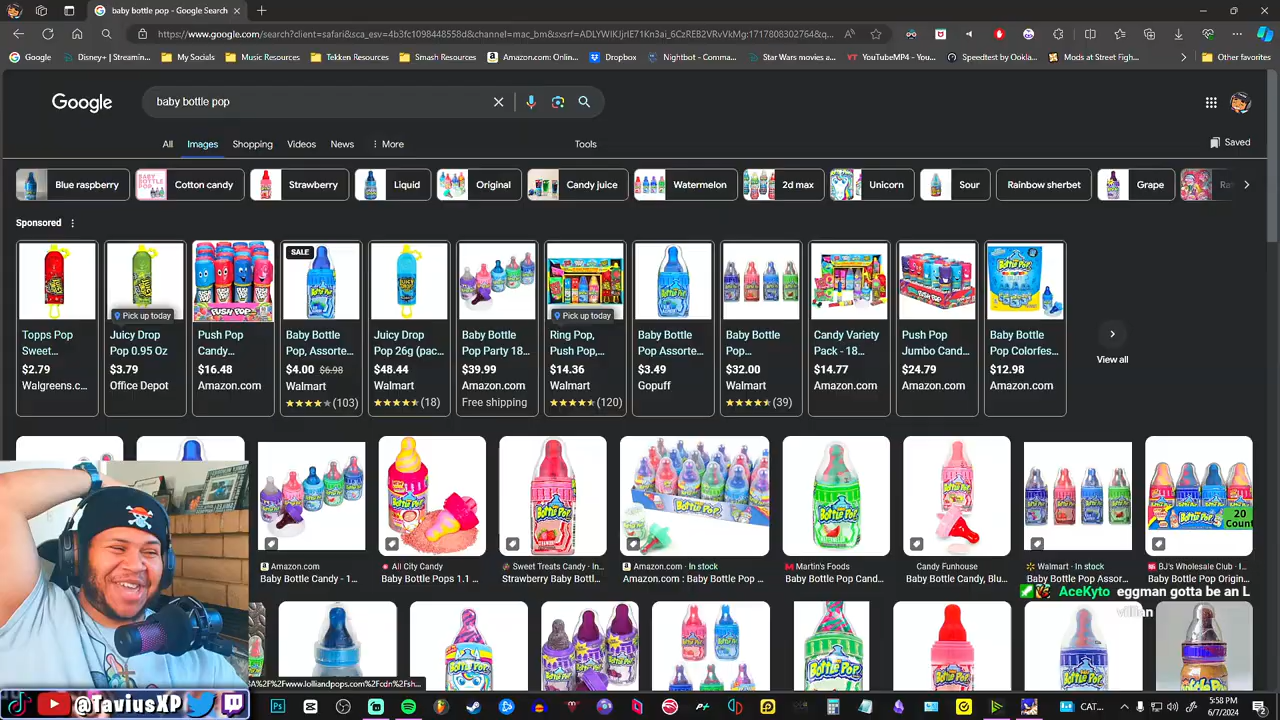 baby bottle pop - Google Search
https://www.google.com/search?client=safari&sca_esv=4b3fc1098448558d&channel=mac_bm&sxsrf=ADLYWIKJjrIE71Kn3ai_6CzREB2VRvVkMg:1717808302764&q...
Google
Disney+ | Streamin...
My Socials
Music Resources
Tekken Resources
Smash Resources
Amazon.com: Onlin...
Dropbox
Nightbot - Comma...
Star Wars movies a...
YouTubeMP4 - You...
Speedtest by Ookla...
Mods at Street Figh...
Other favorites
Google
baby bottle pop
All
Images
Shopping
Videos
News
More
Tools
Saved
Blue raspberry
Cotton candy
Strawberry
Liquid
Original
Candy juice
Watermelon
2d max
Unicorn
Sour
Rainbow sherbet
Grape
Sponsored
Pick up today
SALE
Pick up today
Topps Pop
Sweet...
$2.79
Walgreens.c...
Juicy Drop
Pop 0.95 Oz
$3.79
Office Depot
Push Pop
Candy...
$16.48
Amazon.com
Baby Bottle
Pop, Assorte...
$4.00 $6.98
Walmart
(103)
Juicy Drop
Pop 26g (pac...
$48.44
Walmart
(18)
Baby Bottle
Pop Party 18...
$39.99
Amazon.com
Free shipping
Ring Pop,
Push Pop,...
$14.36
Walmart
(120)
Baby Bottle
Pop Assorte...
$3.49
Gopuff
Baby Bottle
Pop...
$32.00
Walmart
(39)
Candy Variety
Pack - 18...
$14.77
Amazon.com
Push Pop
Jumbo Cand...
$24.79
Amazon.com
Baby Bottle
Pop Colorfes...
$12.98
Amazon.com
View all
20
Count
Amazon.com
Baby Bottle Candy - 1...
All City Candy
Baby Bottle Pops 1.1 ...
Sweet Treats Candy · In...
Strawberry Baby Bottl...
Amazon.com · In stock
Amazon.com : Baby Bottle Pop ...
Martin's Foods
Baby Bottle Pop Cand...
Candy Funhouse
Baby Bottle Candy, Blu...
Walmart · In stock
Baby Bottle Pop Assor...
BJ's Wholesale Club · I...
Baby Bottle Pop Origin...
AceKyto eggman gotta be an L
villian
@TaviusXP
CAT...
5:58 PM
6/7/2024